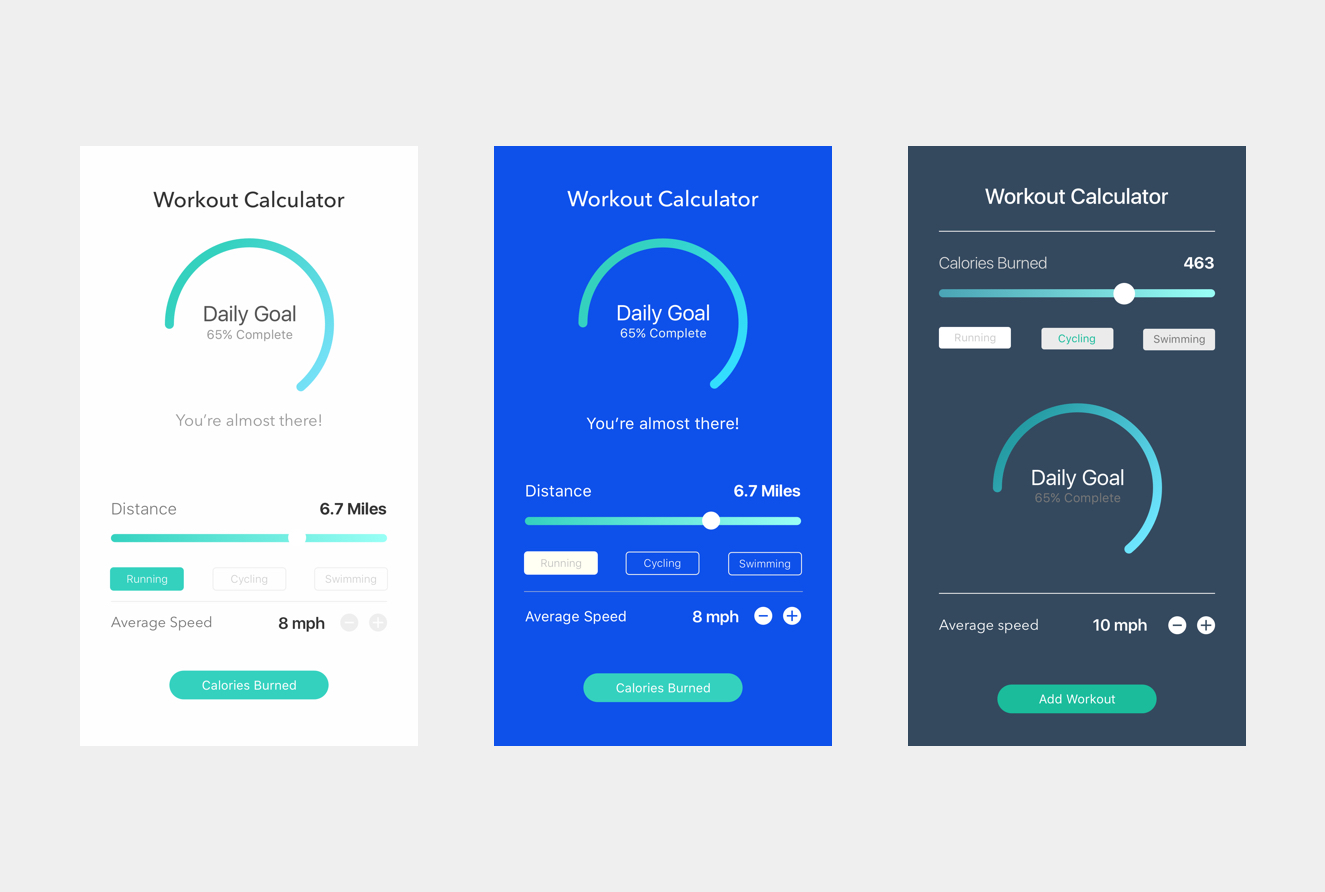 Workout Calculator
Daily Goal
65% Complete
You’re almost there!
Distance 6.7 Miles
Running Cycling Swimming
Average Speed 8 mph − +
Calories Burned
Workout Calculator
Daily Goal
65% Complete
You’re almost there!
Distance 6.7 Miles
Running Cycling Swimming
Average Speed 8 mph − +
Calories Burned
Workout Calculator
Calories Burned 463
Running Cycling Swimming
Daily Goal
65% Complete
Average speed 10 mph − +
Add Workout